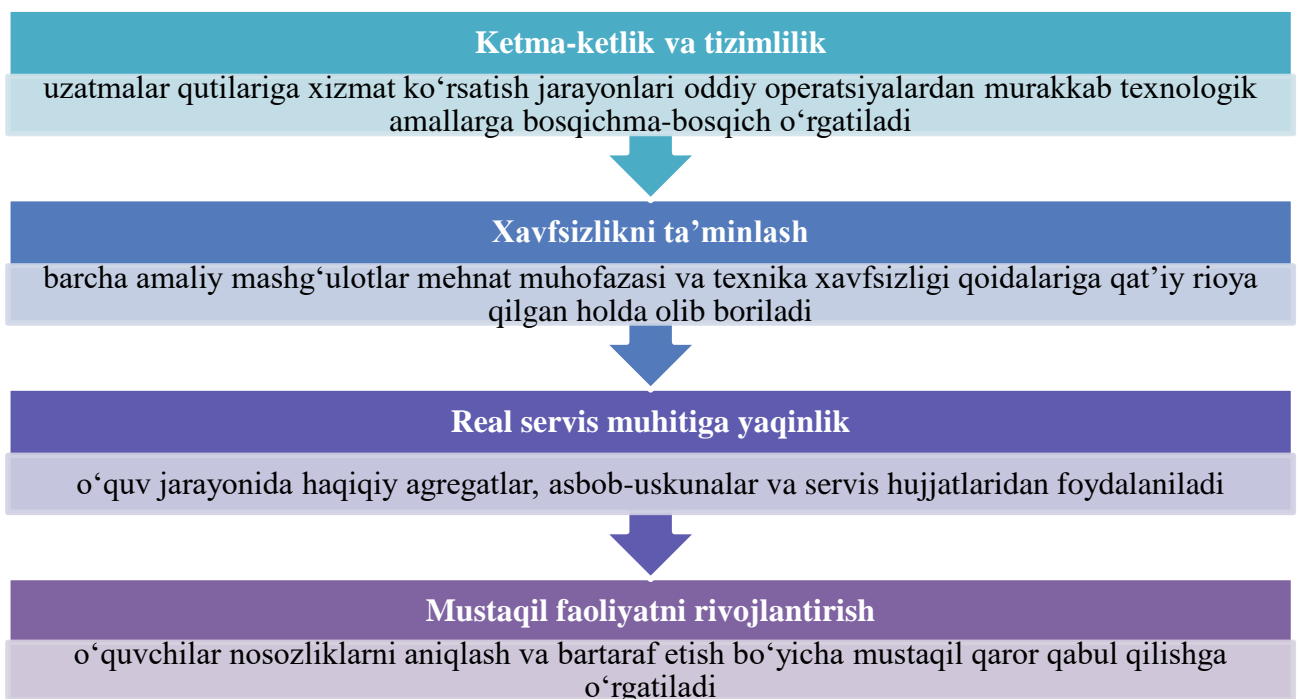 Ketma-ketlik va tizimlilik
uzatmalar qutilariga xizmat ko‘rsatish jarayonlari oddiy operatsiyalardan murakkab texnologik
amallarga bosqichma-bosqich o‘rgatiladi
Xavfsizlikni ta’minlash
barcha amaliy mashg‘ulotlar mehnat muhofazasi va texnika xavfsizligi qoidalariga qat’iy rioya
qilgan holda olib boriladi
Real servis muhitiga yaqinlik
o‘quv jarayonida haqiqiy agregatlar, asbob-uskunalar va servis hujjatlaridan foydalaniladi
Mustaqil faoliyatni rivojlantirish
o‘quvchilar nosozliklarni aniqlash va bartaraf etish bo‘yicha mustaqil qaror qabul qilishga
o‘rgatiladi